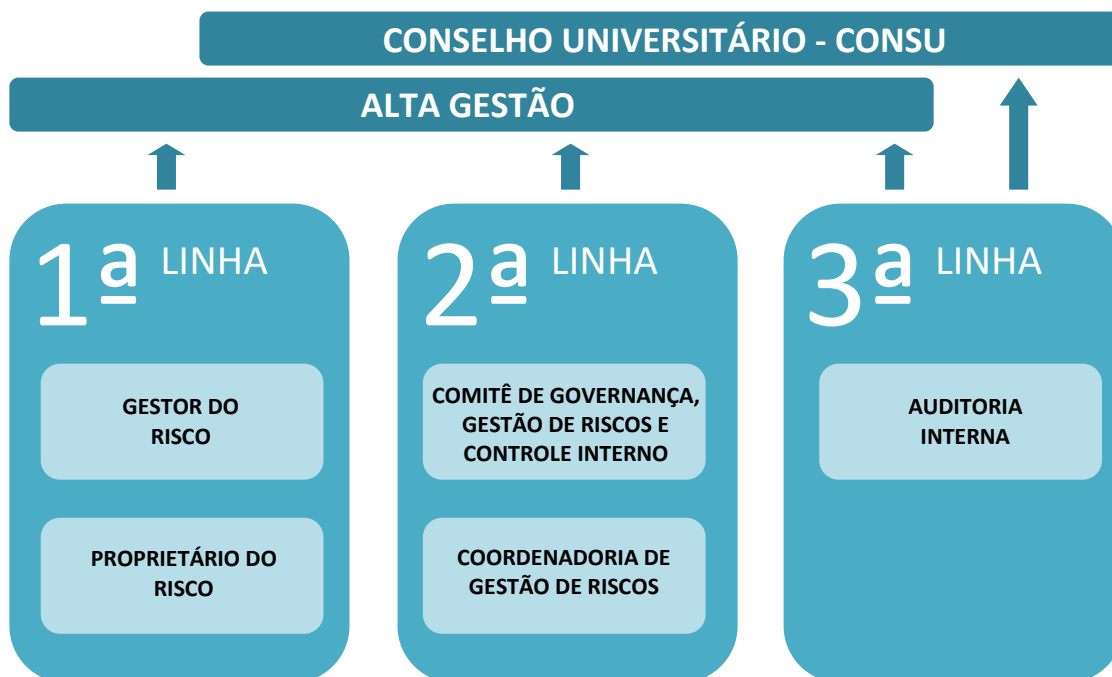 CONSELHO UNIVERSITÁRIO - CONSU
ALTA GESTÃO
1ª LINHA
GESTOR DO
RISCO
PROPRIETÁRIO DO
RISCO
2ª LINHA
COMITÊ DE GOVERNANÇA,
GESTÃO DE RISCOS E
CONTROLE INTERNO
COORDENADORIA DE
GESTÃO DE RISCOS
3ª LINHA
AUDITORIA
INTERNA